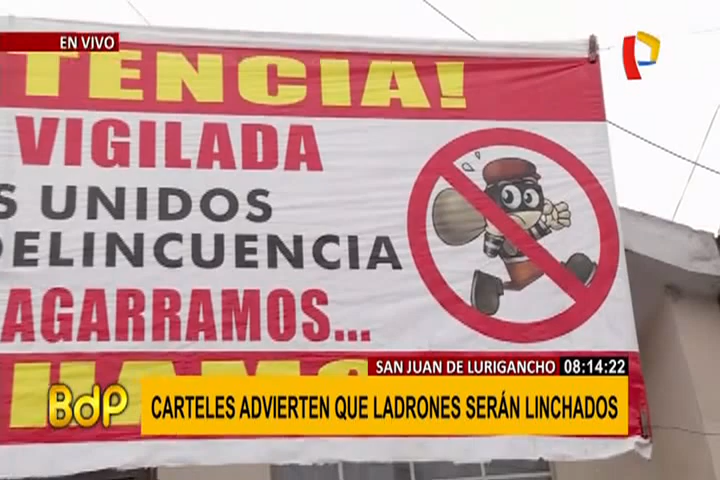 EN VIVO
TENCIA!
VIGILADA
S UNIDOS
DELINCUENCIA
AGARRAMOS...
SAN JUAN DE LURIGANCHO 08:14:22
BdP CARTELES ADVIERTEN QUE LADRONES SERÁN LINCHADOS